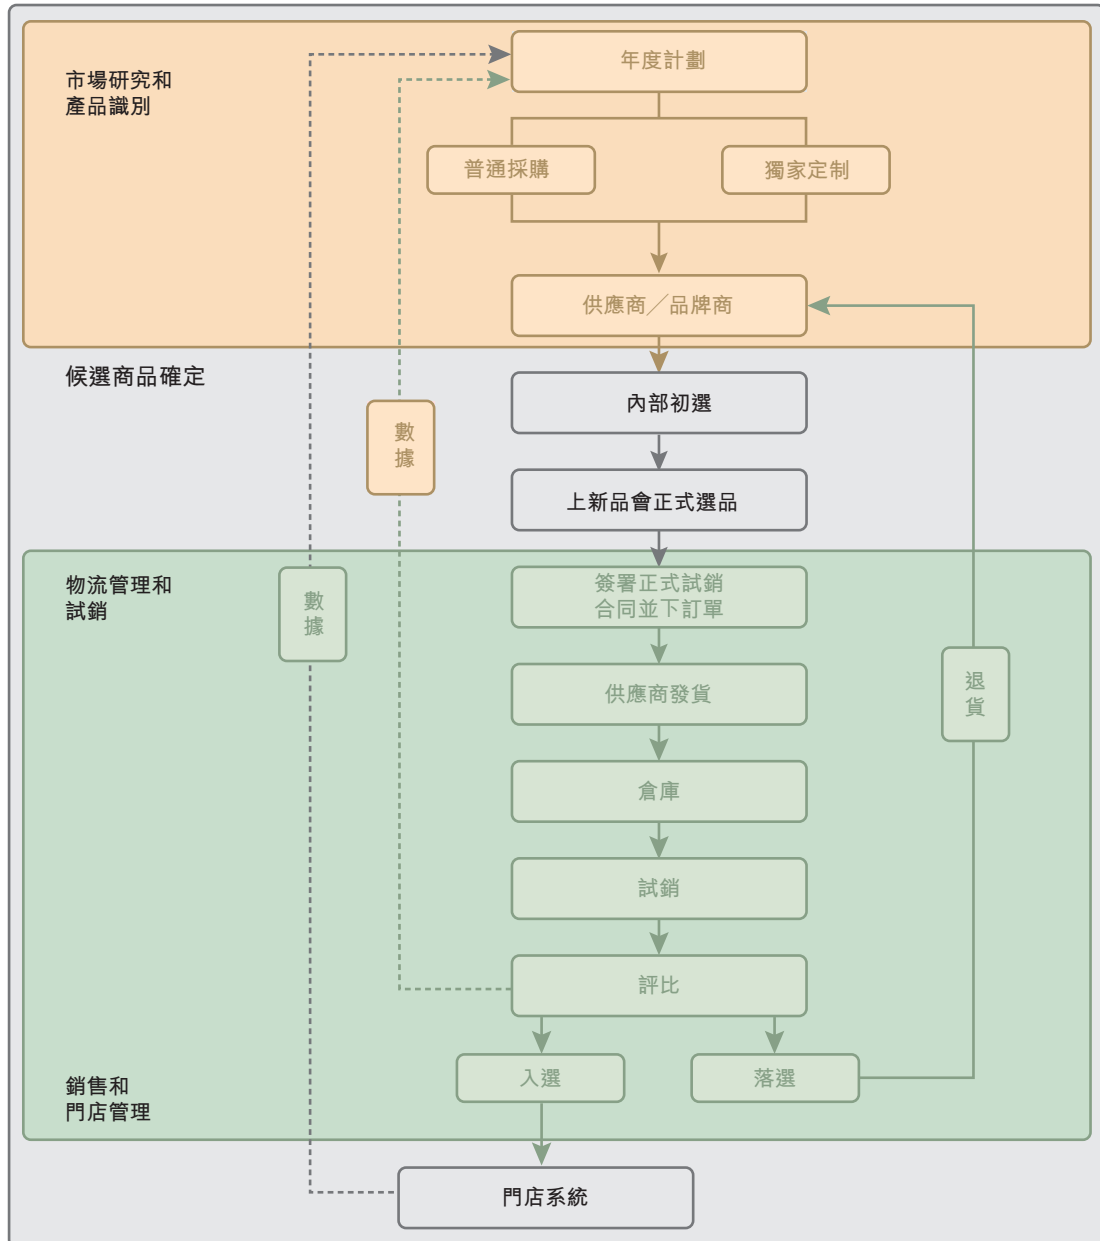 市場研究和
產品識別
年度計劃
普通採購
獨家定制
供應商╱品牌商
候選商品確定
內部初選
數
據
上新品會正式選品
物流管理和
試銷
數
據
簽署正式試銷
合同並下訂單
供應商發貨
退
貨
倉庫
試銷
評比
入選
落選
銷售和
門店管理
門店系統